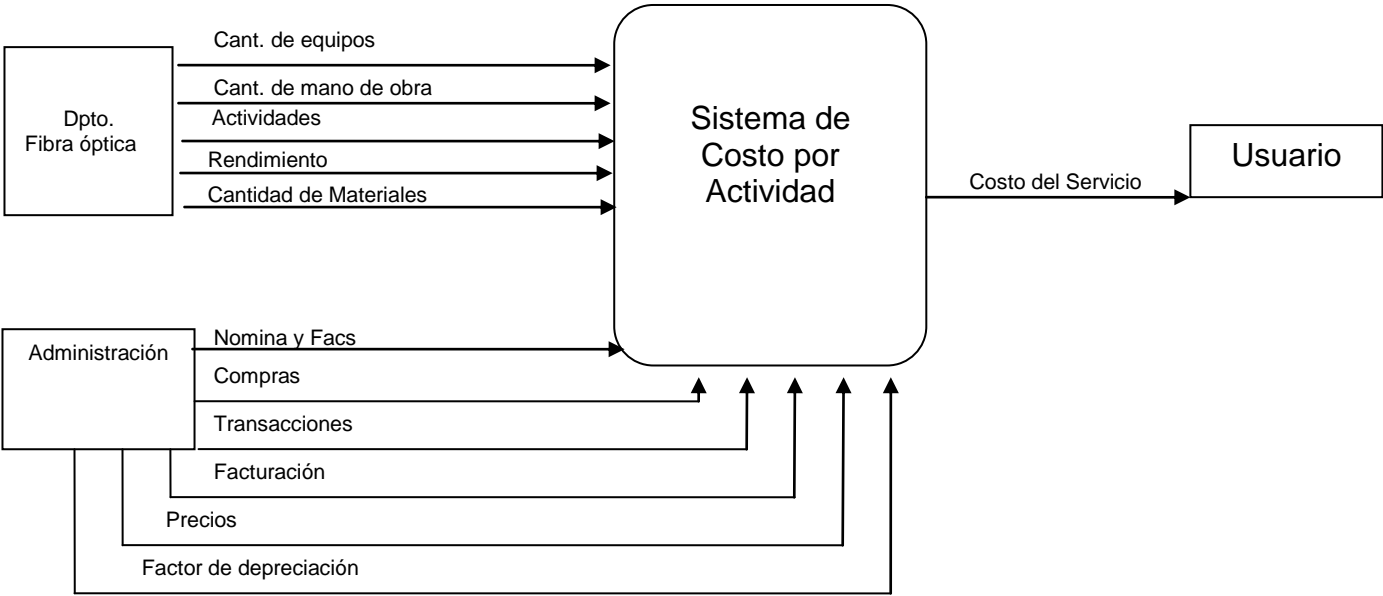 Dpto.
Fibra óptica
Cant. de equipos
Cant. de mano de obra
Actividades
Rendimiento
Cantidad de Materiales
Sistema de
Costo por
Actividad
Costo del Servicio
Usuario
Administración
Nomina y Facs
Compras
Transacciones
Facturación
Precios
Factor de depreciación